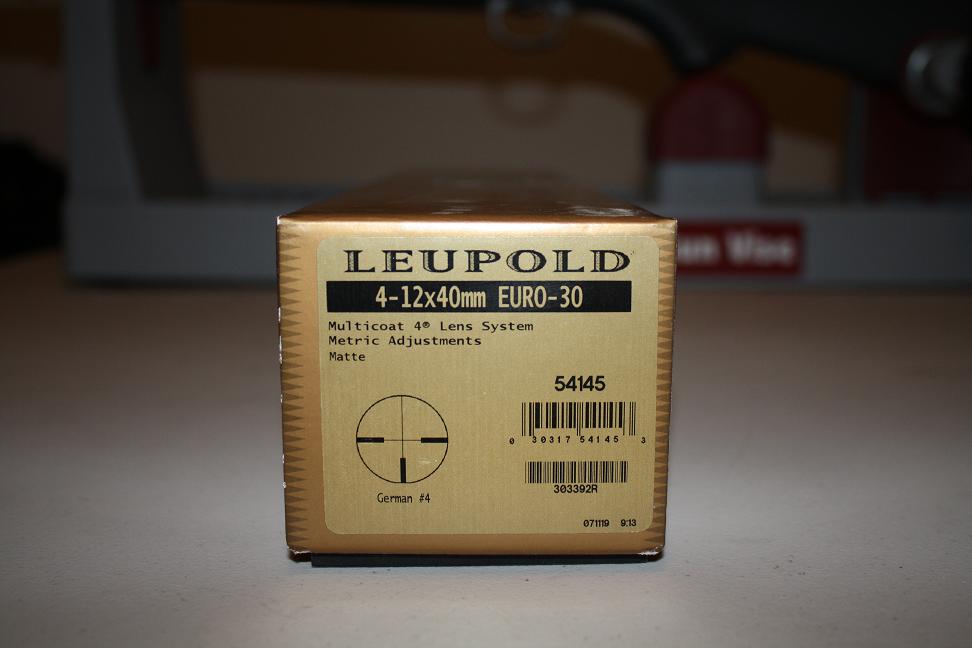 LEUPOLD
4-12x40mm EURO-30
Multicoat 4® Lens System
Metric Adjustments
Matte
54145
0 30317 54145 3
303392R
German #4
071119 9:13
Vise